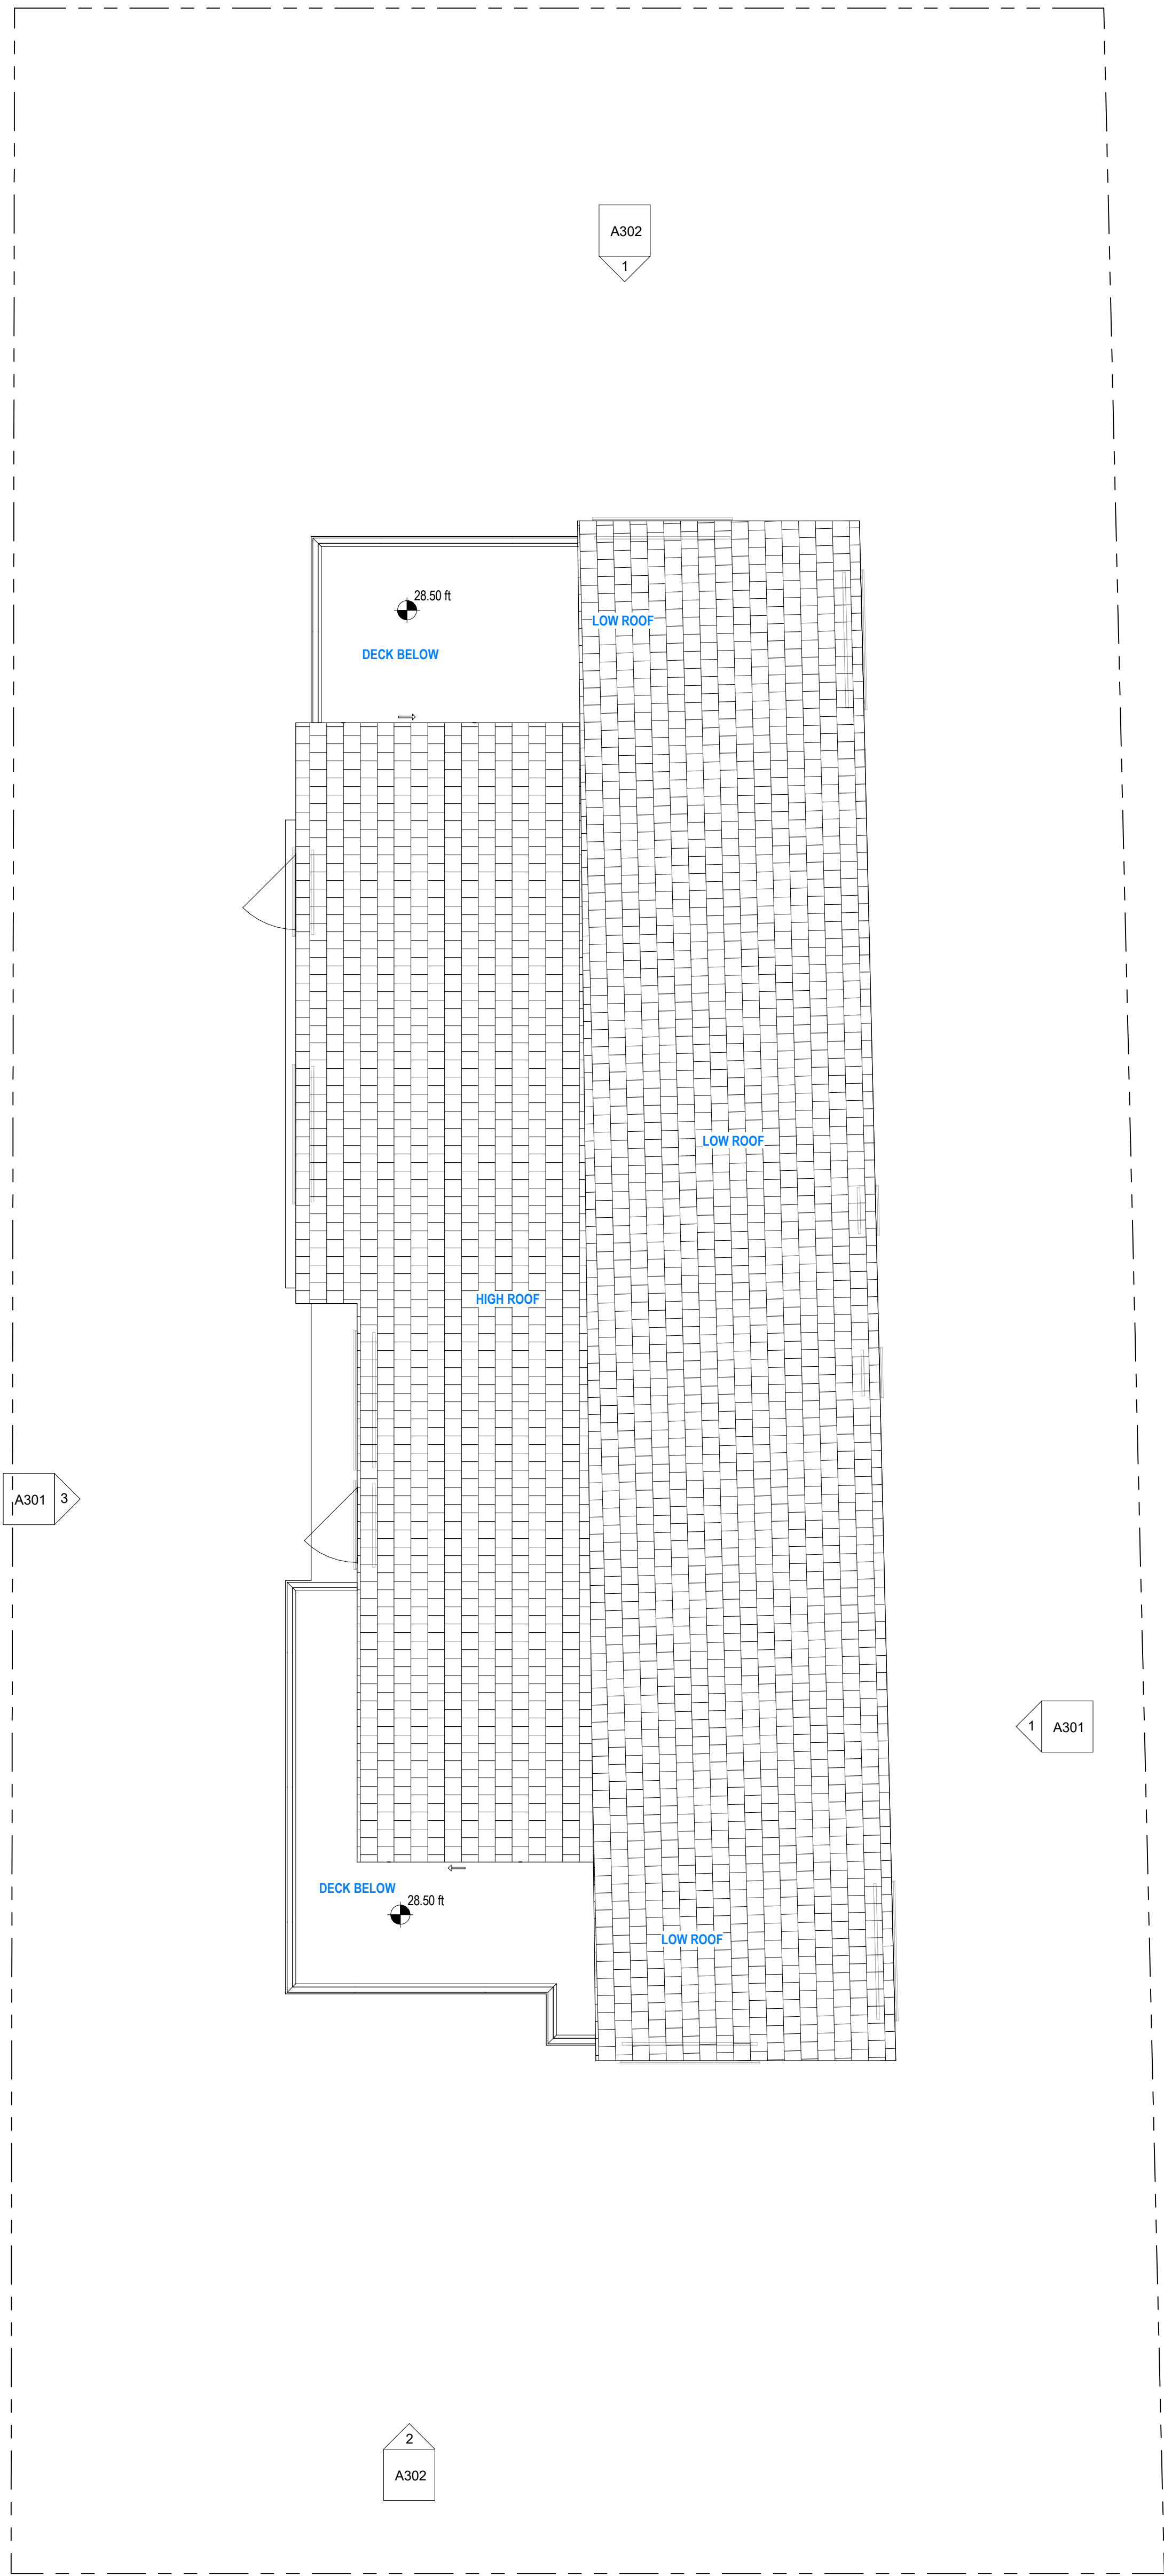 A302
1
28.50 ft
LOW ROOF
DECK BELOW
LOW ROOF
HIGH ROOF
A301
3
1
A301
DECK BELOW
28.50 ft
LOW ROOF
2
A302